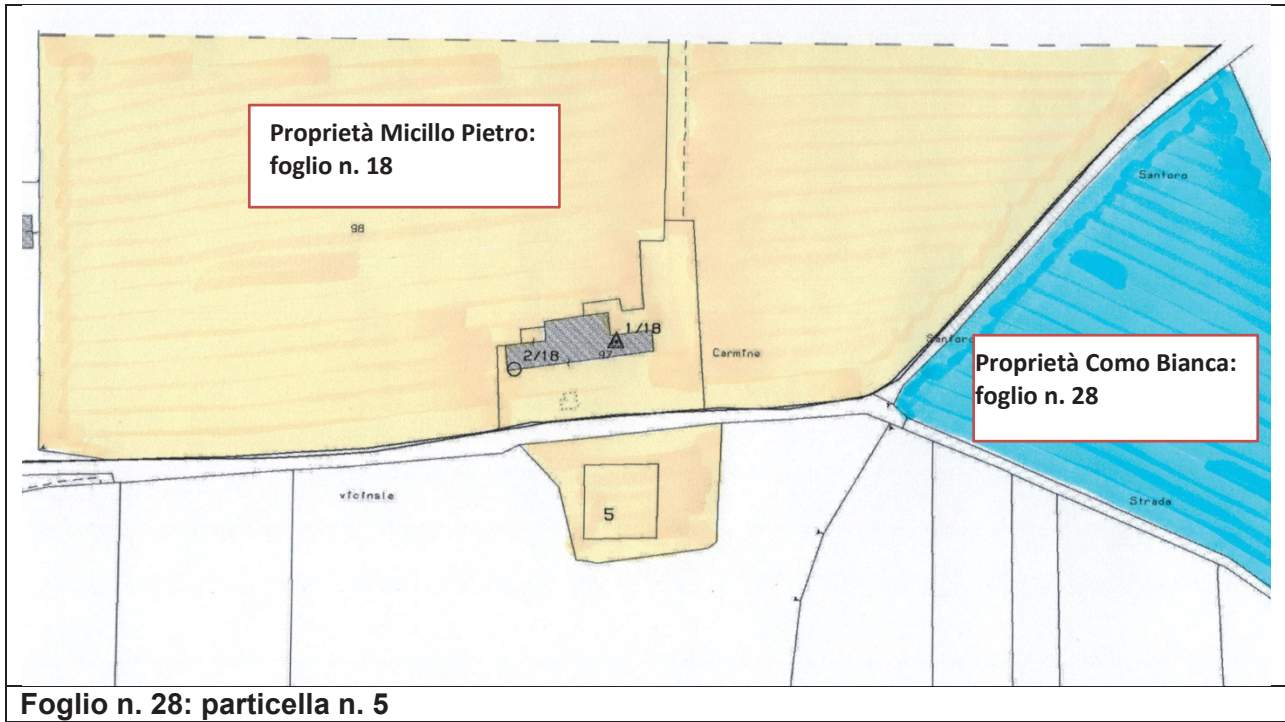 Proprietà Micillo Pietro:
foglio n. 18
98
Santoro
1/18
2/18
97
Carmine
Santoro
Proprietà Como Bianca:
foglio n. 28
vicinale
5
Strada
Foglio n. 28: particella n. 5